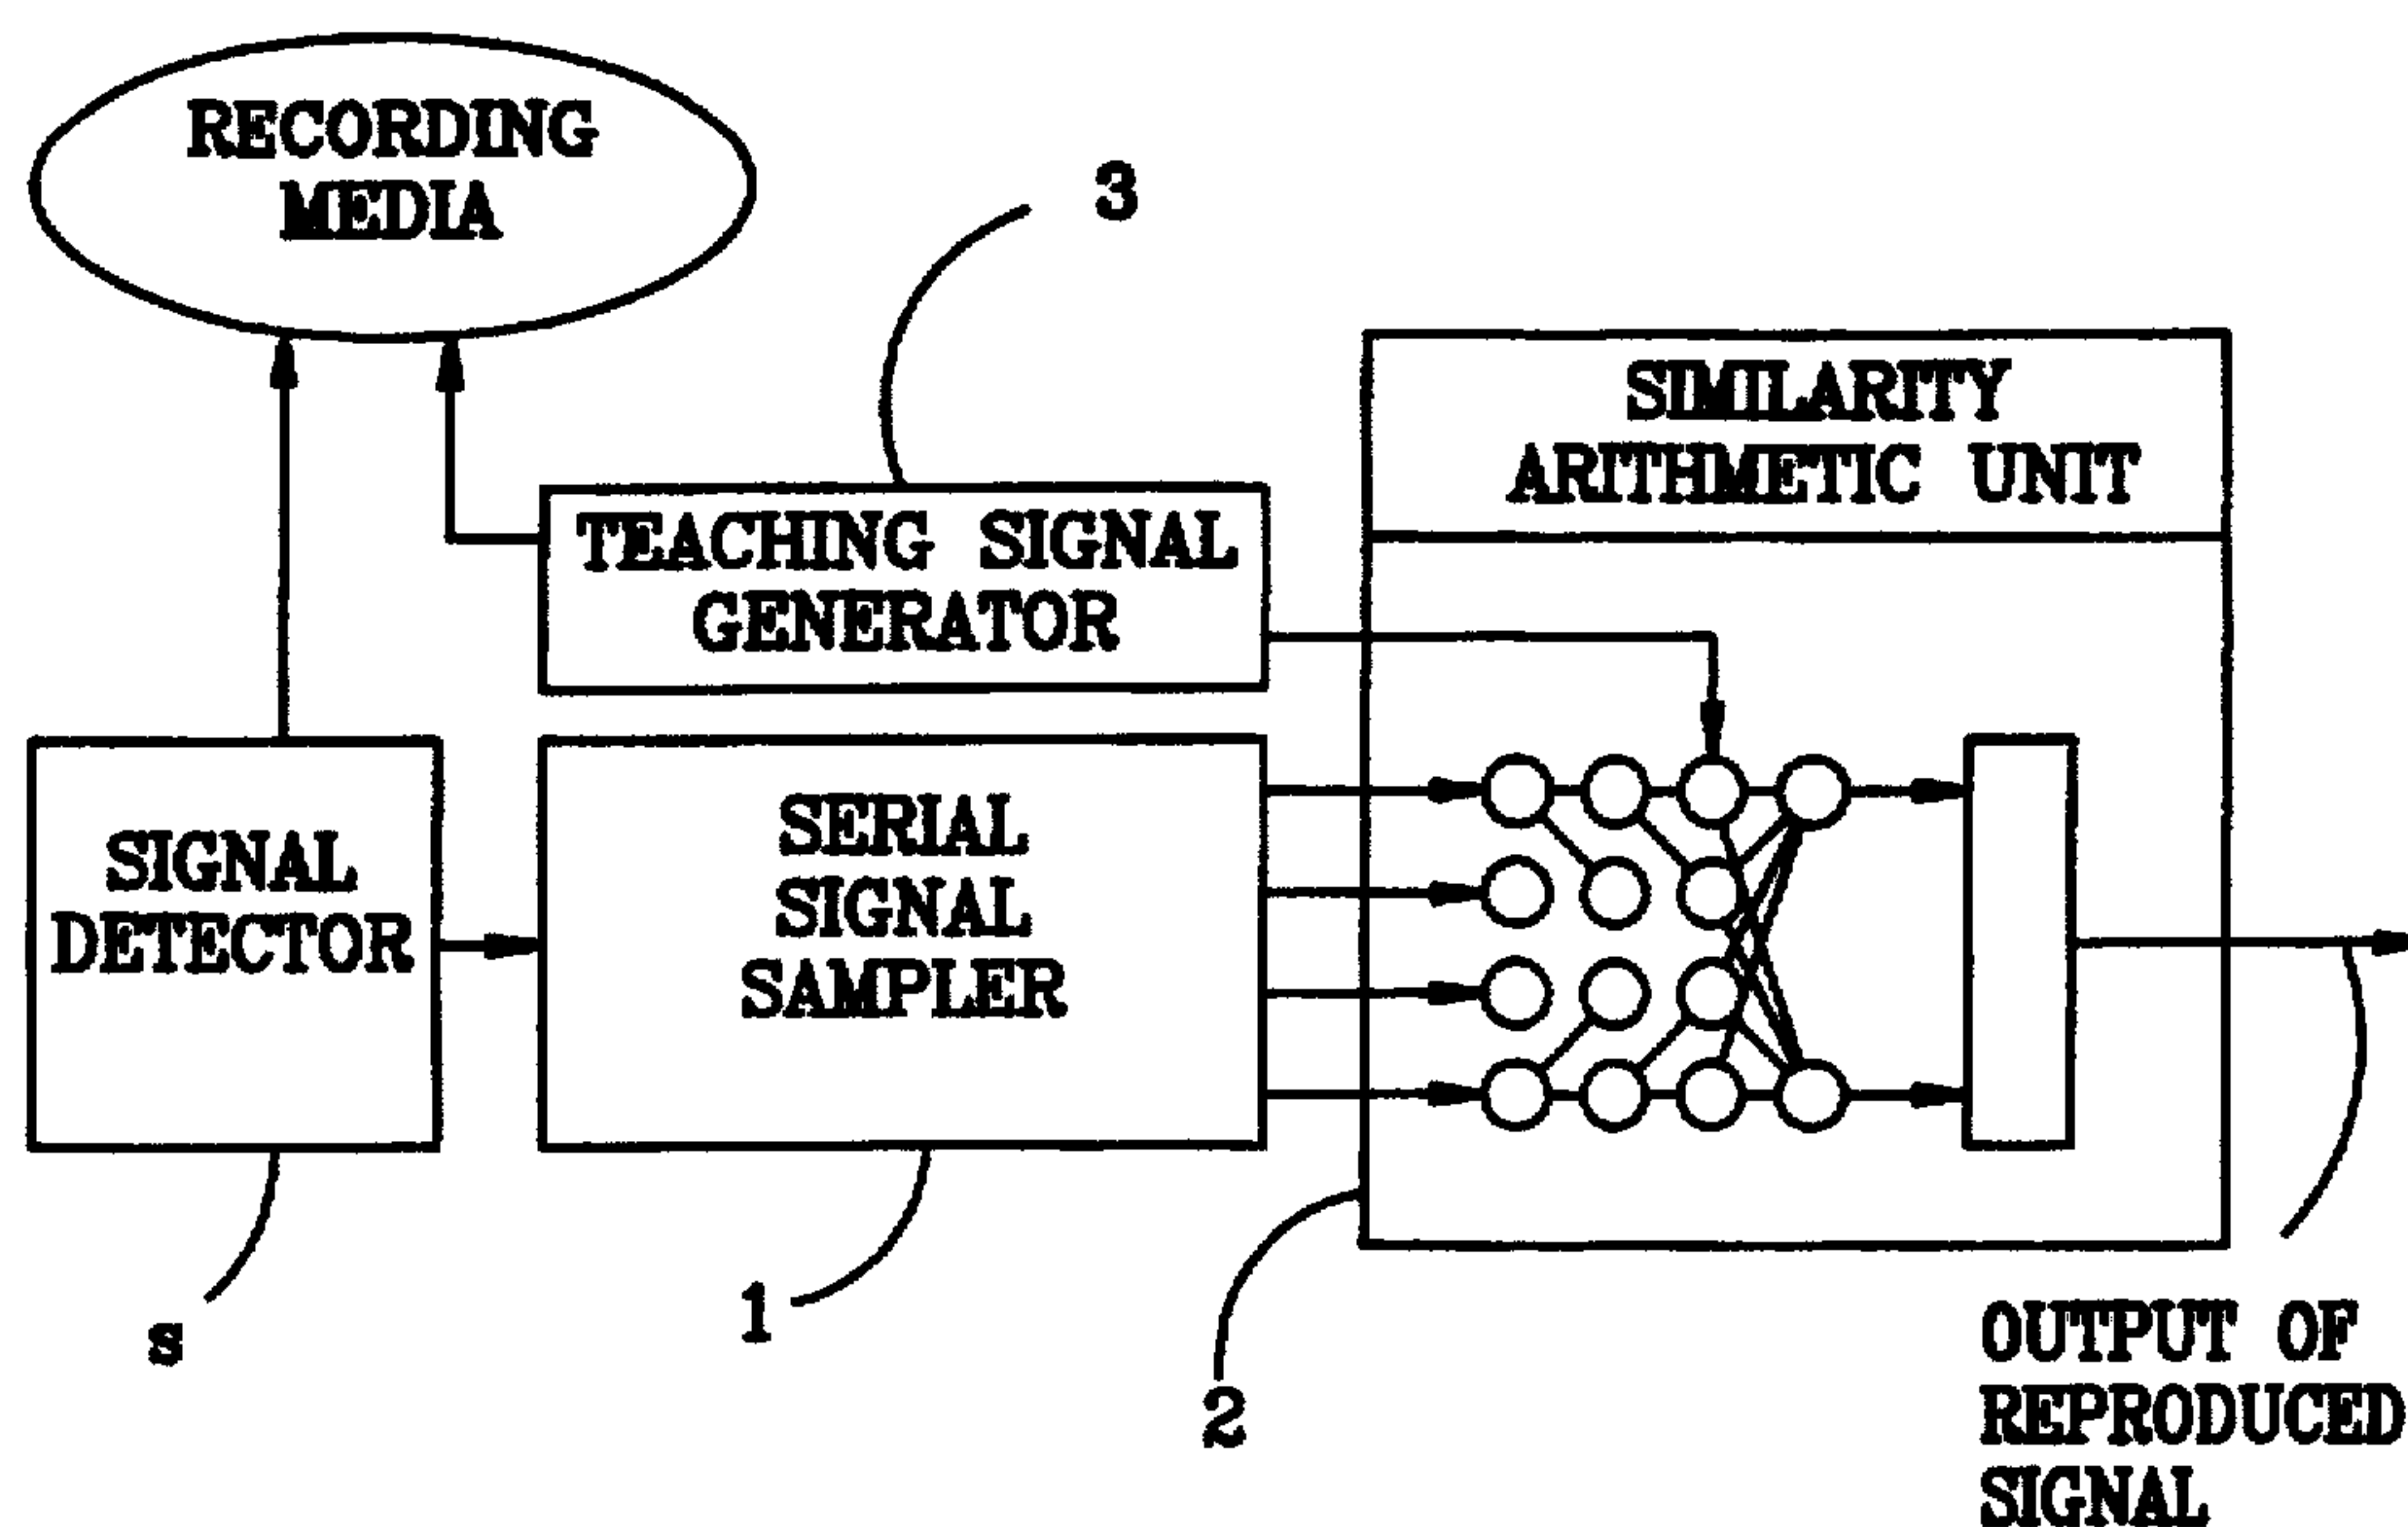 RECORDING
MEDIA
3
SIMILARITY
ARITHMETIC UNIT
TEACHING SIGNAL
GENERATOR
SIGNAL
DETECTOR
SERIAL
SIGNAL
SAMPLER
s
1
2
OUTPUT OF
REPRODUCED
SIGNAL